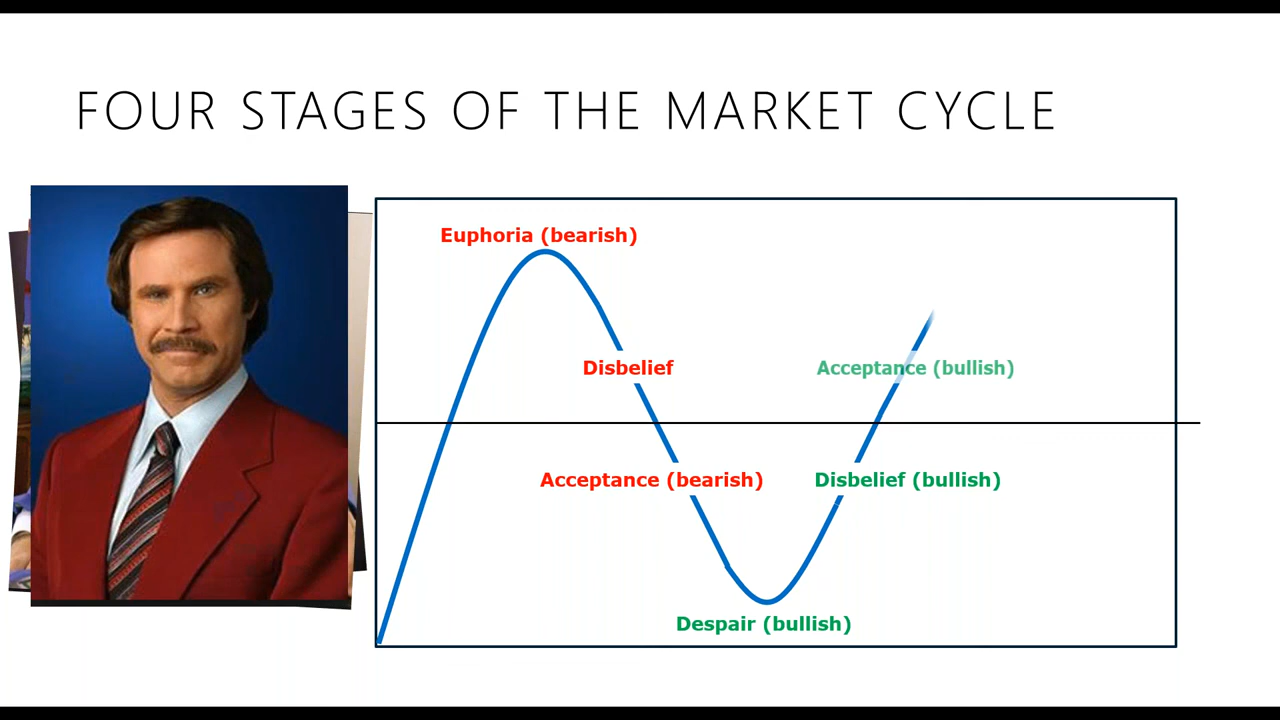 FOUR STAGES OF THE MARKET CYCLE
Euphoria (bearish)
Disbelief
Acceptance (bullish)
Acceptance (bearish)
Disbelief (bullish)
Despair (bullish)